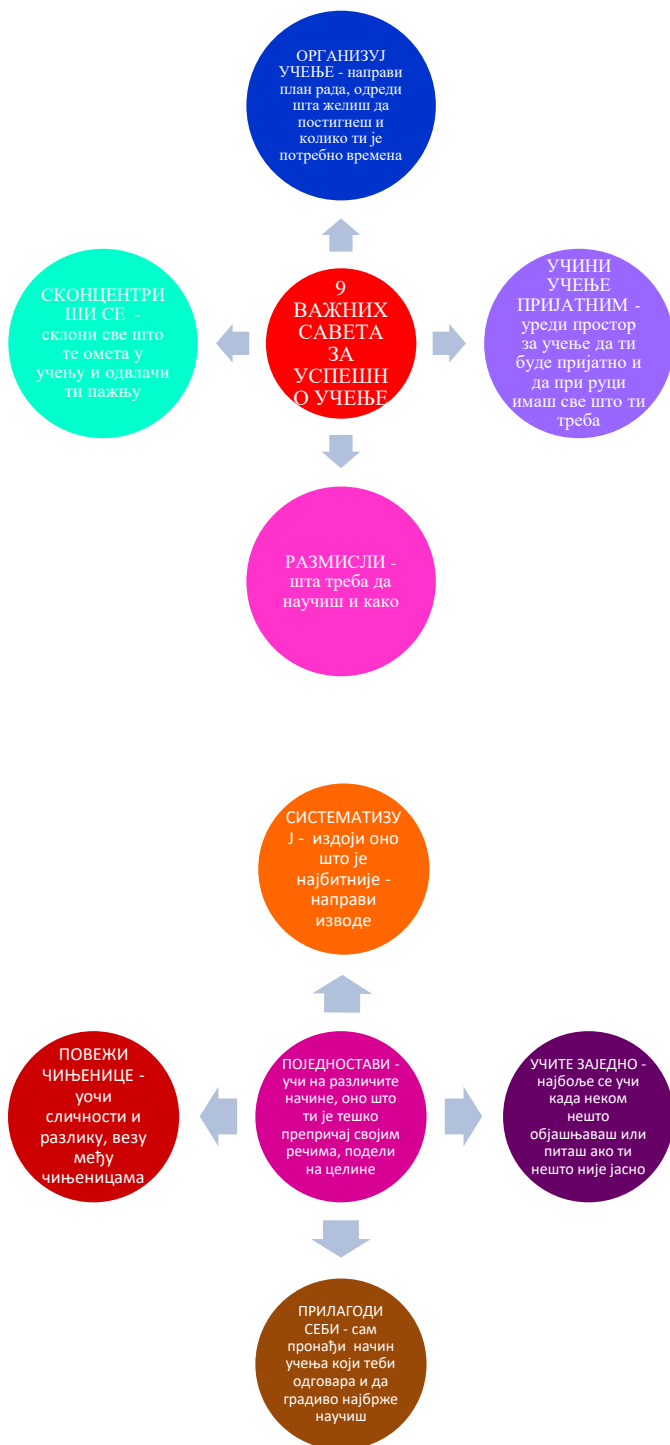 ОРГАНИЗУЈ
УЧЕЊЕ - направи
план рада, одреди
шта желиш да
постигнеш и
колико ти је
потребно времена
СКОНЦЕНТРИ
ШИ СЕ -
склони све што
те омета у
учењу и одвлачи
ти пажњу
9
ВАЖНИХ
САВЕТА
ЗА
УСПЕШН
О УЧЕЊЕ
УЧИНИ
УЧЕЊЕ
ПРИЈАТНИМ -
уреди простор
за учење да ти
буде пријатно и
да при руци
имаш све што ти
треба
РАЗМИСЛИ -
шта треба да
научиш и како
СИСТЕМАТИЗУ
Ј - издоји оно
што је
најбитније -
направи
изводе
ПОВЕЖИ
ЧИЊЕНИЦЕ -
уочи
сличности и
разлику, везу
међу
чињеницама
ПОЈЕДНОСТАВИ -
учи на различите
начине, оно што
ти је тешко
препричај својим
речима, подели
на целине
УЧИТЕ ЗАЈЕДНО -
најбоље се учи
када неком
нешто
објашњаваш или
питаш ако ти
нешто није јасно
ПРИЛАГОДИ
СЕБИ - сам
пронађи начин
учења који теби
одговара и да
градиво најбрже
научиш